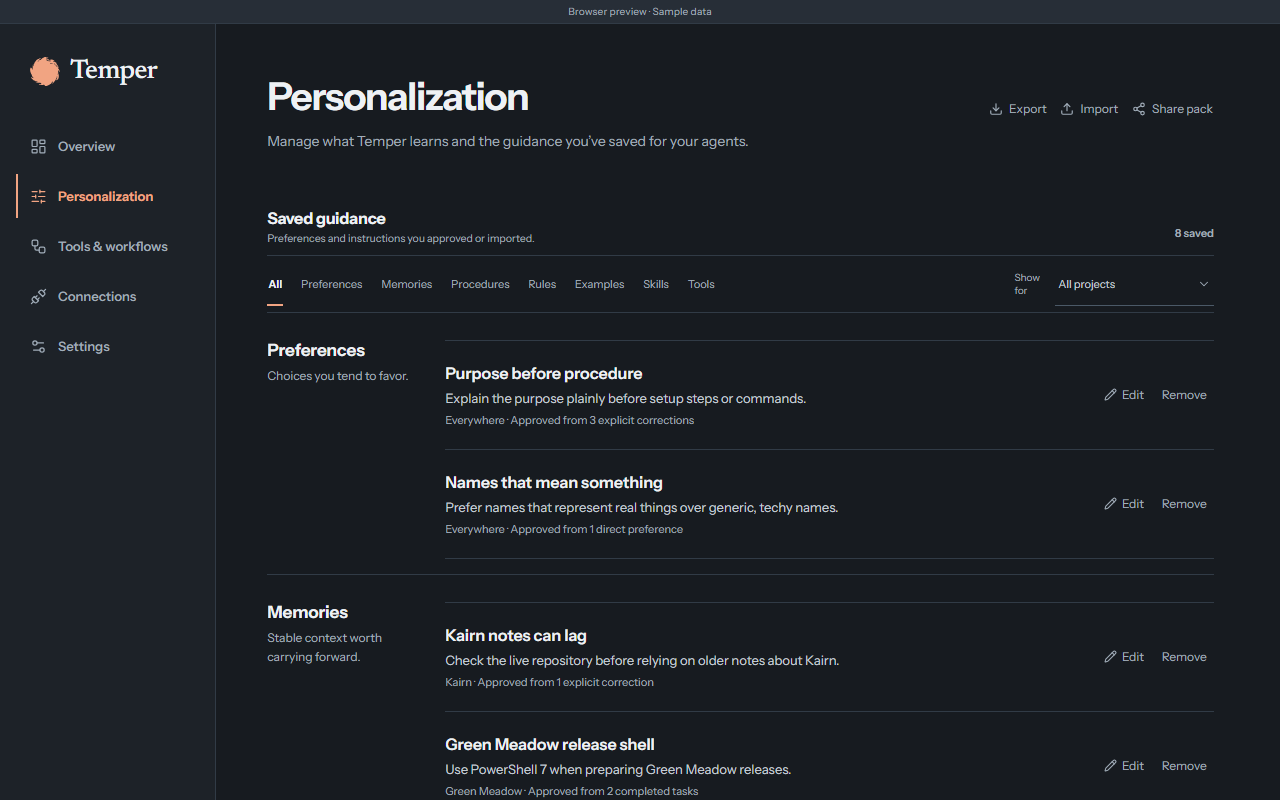 Browser preview · Sample data
Temper
Overview
Personalization
Tools & workflows
Connections
Settings
Personalization
Manage what Temper learns and the guidance you’ve saved for your agents.
Export
Import
Share pack
Saved guidance
Preferences and instructions you approved or imported.
8 saved
All
Preferences
Memories
Procedures
Rules
Examples
Skills
Tools
Show
for
All projects
Preferences
Choices you tend to favor.
Purpose before procedure
Explain the purpose plainly before setup steps or commands.
Everywhere · Approved from 3 explicit corrections
Edit
Remove
Names that mean something
Prefer names that represent real things over generic, techy names.
Everywhere · Approved from 1 direct preference
Edit
Remove
Memories
Stable context worth
carrying forward.
Kairn notes can lag
Check the live repository before relying on older notes about Kairn.
Kairn · Approved from 1 explicit correction
Edit
Remove
Green Meadow release shell
Use PowerShell 7 when preparing Green Meadow releases.
Green Meadow · Approved from 2 completed tasks
Edit
Remove